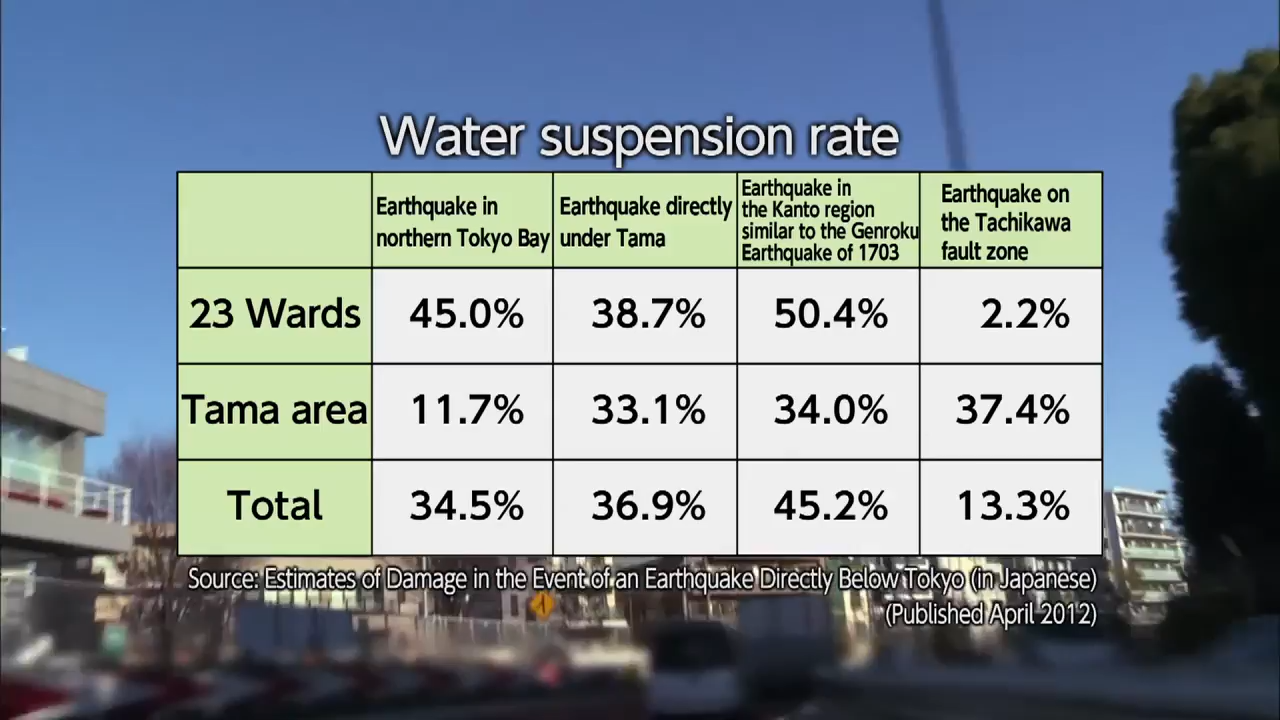 Water suspension rate
Earthquake in
northern Tokyo Bay
Earthquake directly
under Tama
Earthquake in
the Kanto region
similar to the Genroku
Earthquake of 1703
Earthquake on
the Tachikawa
fault zone
23 Wards 45.0% 38.7% 50.4% 2.2%
Tama area 11.7% 33.1% 34.0% 37.4%
Total 34.5% 36.9% 45.2% 13.3%
Source: Estimates of Damage in the Event of an Earthquake Directly Below Tokyo (in Japanese)
(Published April 2012)